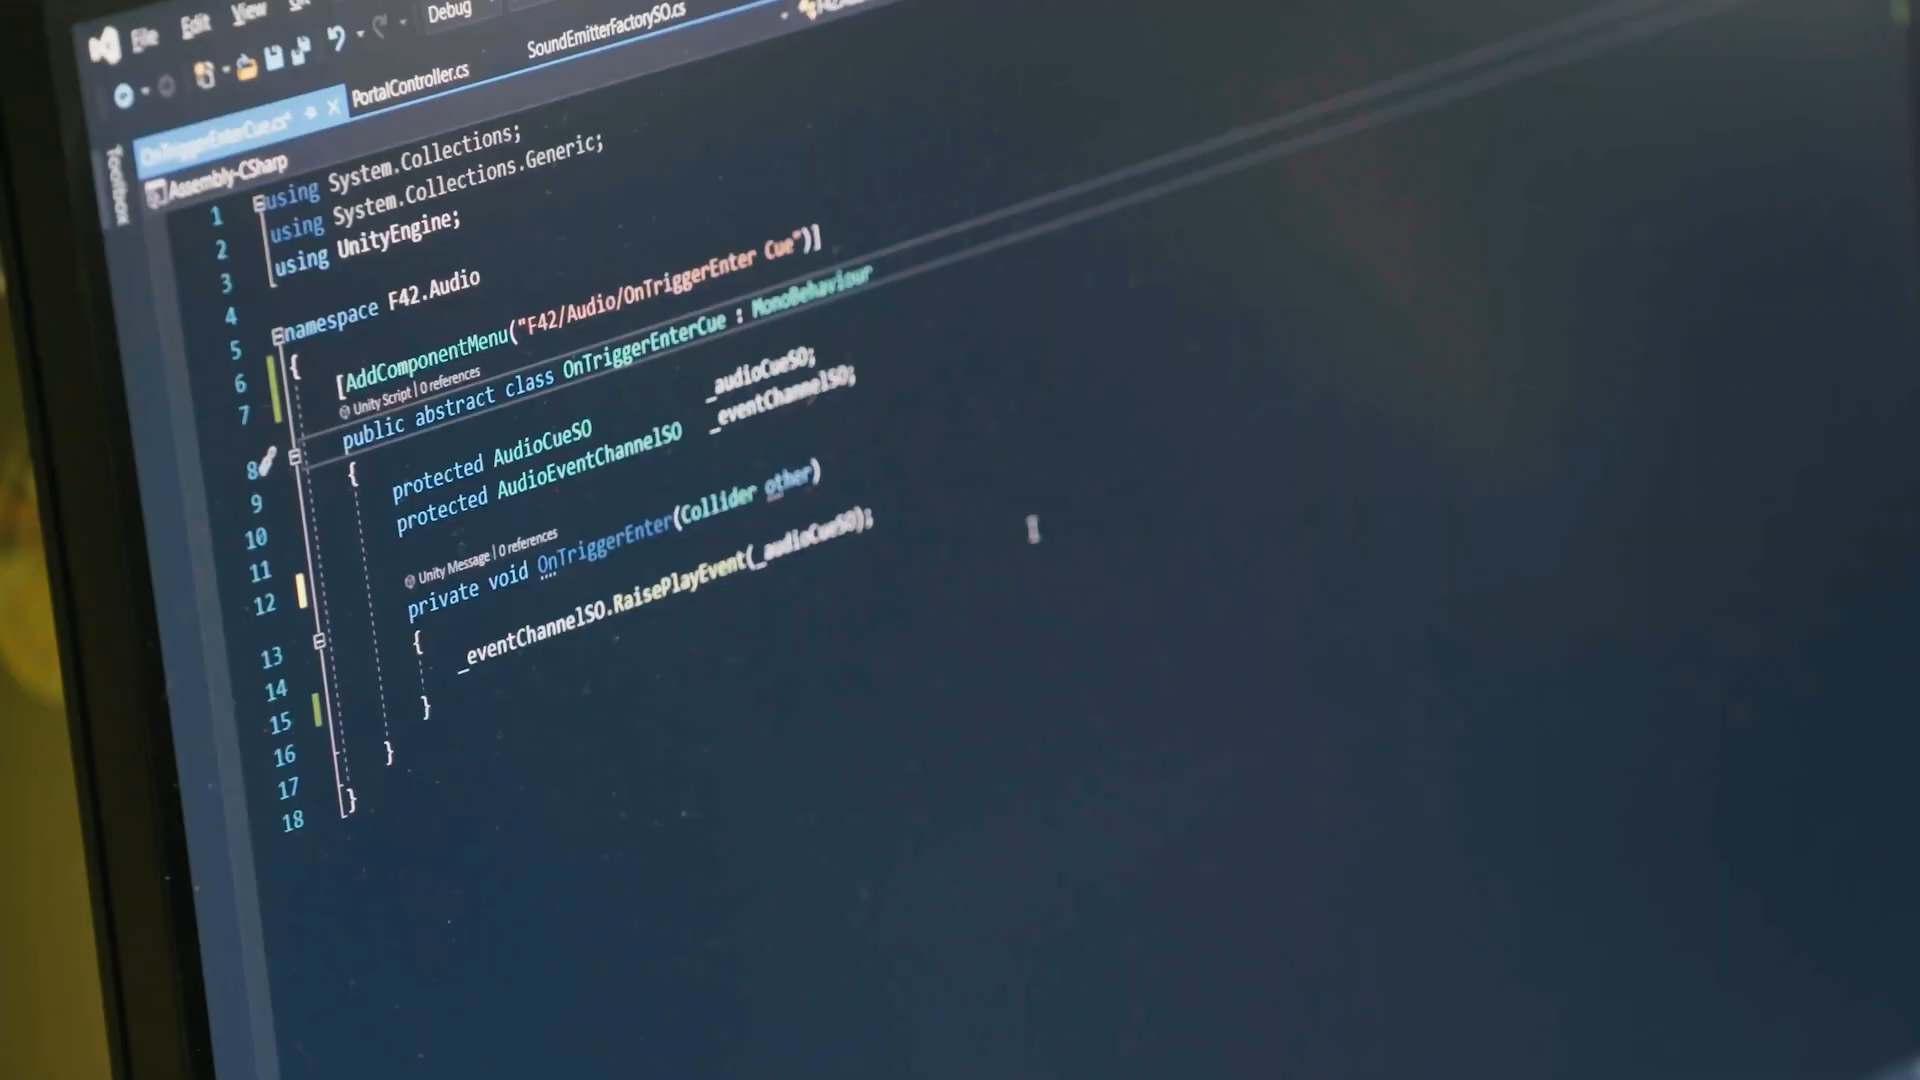 File Edit View
Debug
OnTriggerEnterCue.cs* PortalController.cs SoundEmitterFactorySO.cs
Toolbox
Assembly-CSharp
1 using System.Collections;
2 using System.Collections.Generic;
3 using UnityEngine;
4
5 namespace F42.Audio
6 {
7 [AddComponentMenu("F42/Audio/OnTriggerEnter Cue")]
Unity Script | 0 references
8 public abstract class OnTriggerEnterCue : MonoBehaviour
9 {
10 protected AudioCueSO _audioCueSO;
11 protected AudioEventChannelSO _eventChannelSO;
12
Unity Message | 0 references
13 private void OnTriggerEnter(Collider other)
14 {
15 _eventChannelSO.RaisePlayEvent(_audioCueSO);
16 }
17 }
18 }